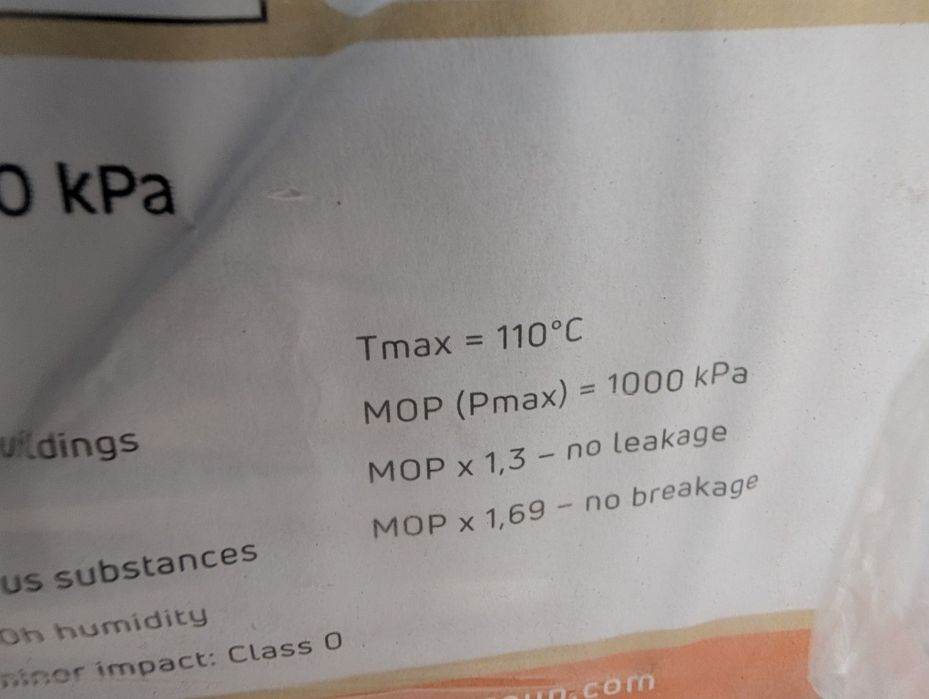 0 kPa
Tmax = 110°C
MOP (Pmax) = 1000 kPa
uildings
MOP x 1,3 – no leakage
MOP x 1,69 – no breakage
us substances
humidity
impact: Class 0
.com